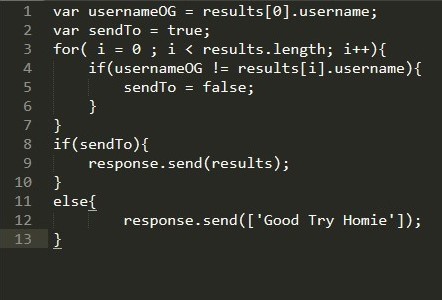 1 var usernameOG = results[0].username;
2 var sendTo = true;
3 for( i = 0 ; i < results.length; i++){
4     if(usernameOG != results[i].username){
5         sendTo = false;
6     }
7 }
8 if(sendTo){
9     response.send(results);
10 }
11 else{
12         response.send(['Good Try Homie']);
13 }